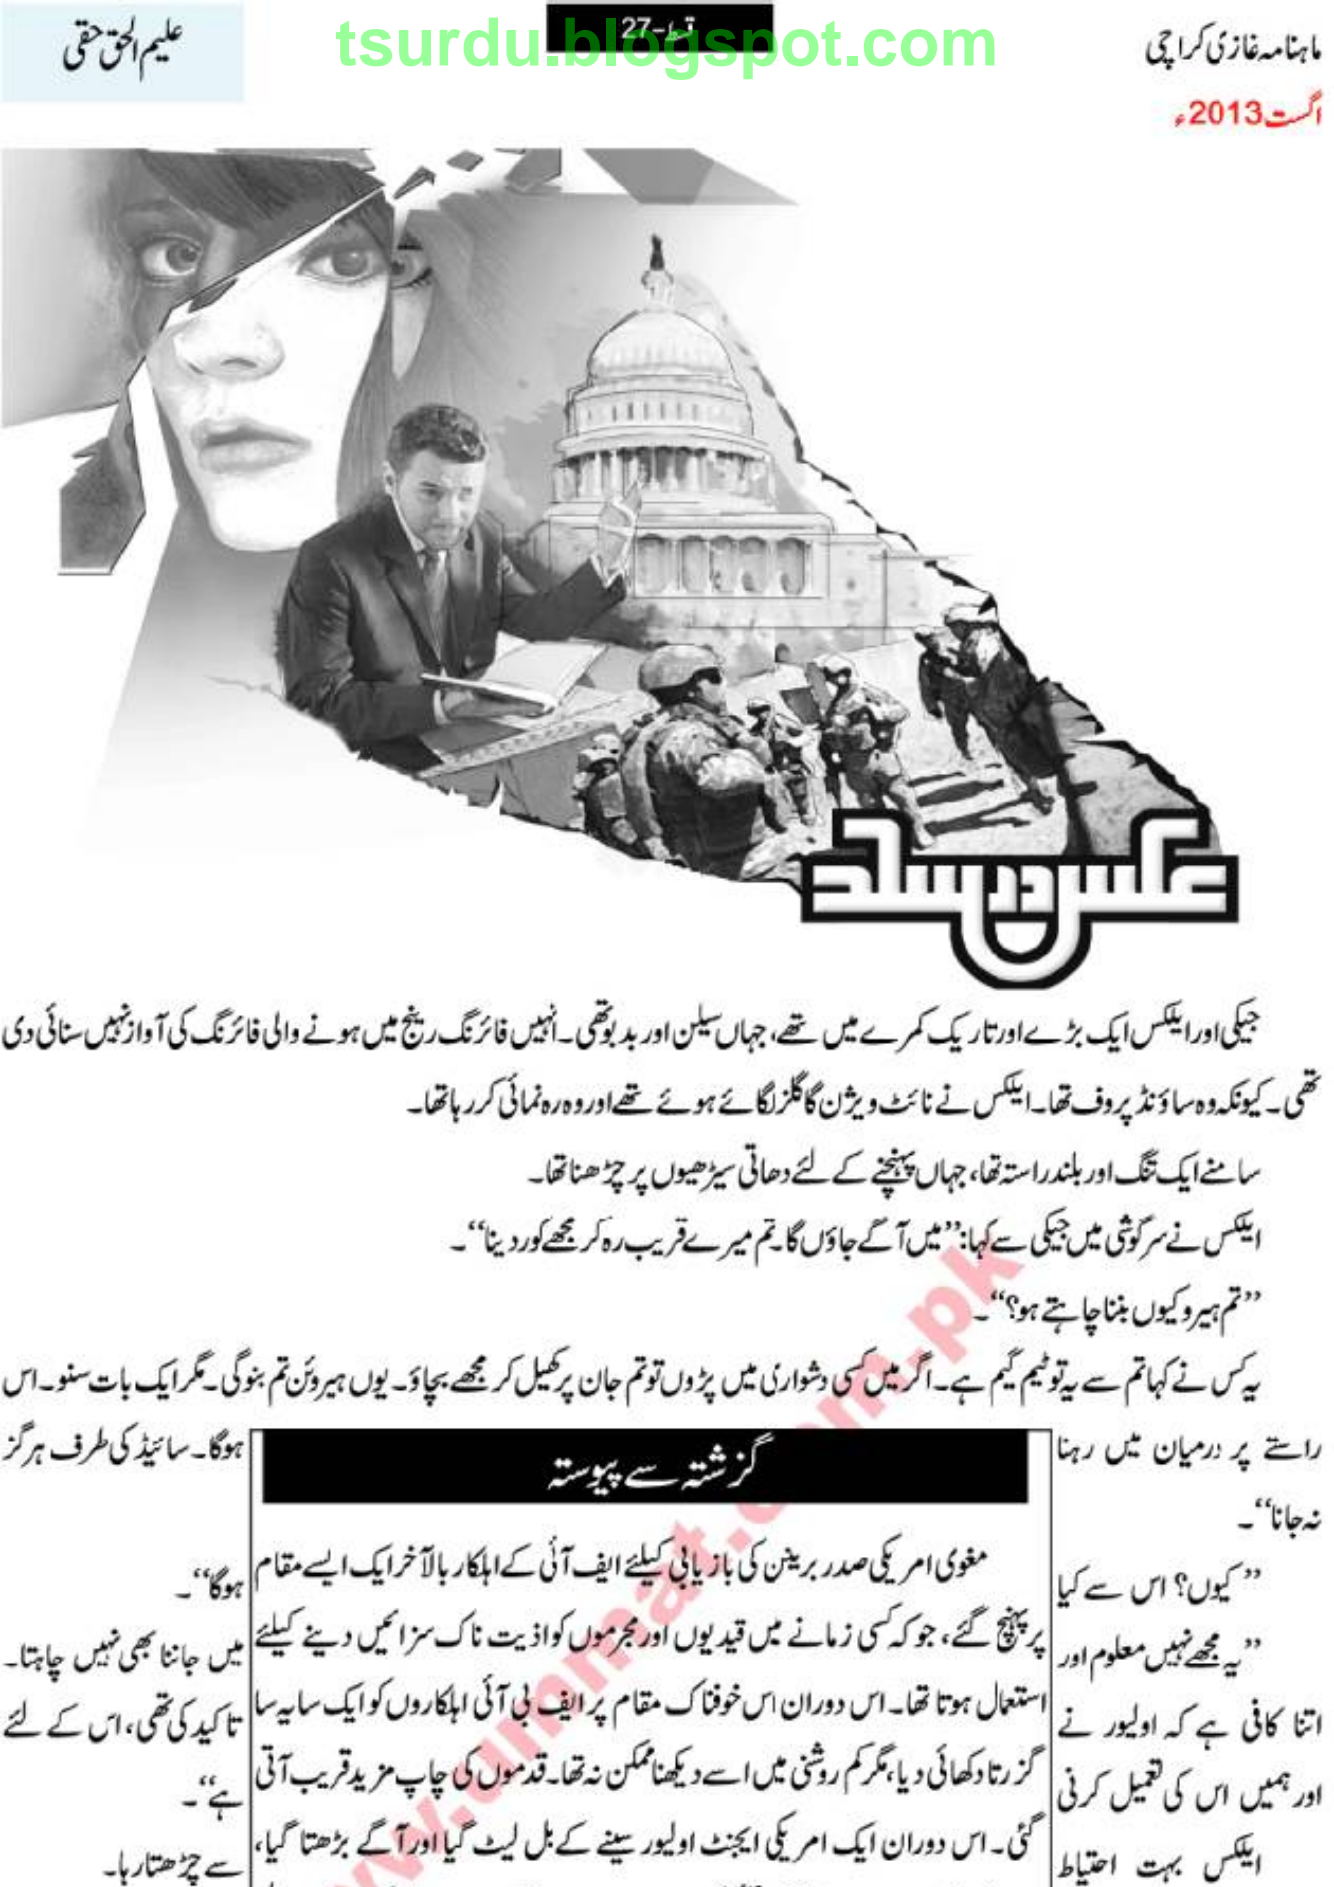 ماہنامہ غازی کراچی
اگست2013ء
قسط-27
علیم الحق حقی
tsurdu.blogspot.com
عکس در عکس
جیکی اور ایلکس ایک بڑے اور تاریک کمرے میں تھے، جہاں سیلن اور بدبو تھی۔ انہیں فائرنگ رینج میں ہونے والی فائرنگ کی آواز نہیں سنائی دی
تھی۔ کیونکہ وہ ساؤنڈ پروف تھا۔ ایلکس نے نائٹ ویژن گاگلز لگائے ہوئے تھے اور وہ رہ نمائی کر رہا تھا۔
سامنے ایک تنگ اور بلند راستہ تھا، جہاں پہنچنے کے لئے دھاتی سیڑھیوں پر چڑھنا تھا۔
ایلکس نے سرگوشی میں جیکی سے کہا: ’’میں آگے جاؤں گا۔ تم میرے قریب رہ کر مجھے کور دینا‘‘۔
’’تم ہیرو کیوں بننا چاہتے ہو؟‘‘۔
یہ کس نے کہا تم سے یہ تو ٹیم گیم ہے۔ اگر میں کسی دشواری میں پڑوں تو تم جان پر کھیل کر مجھے بچاؤ۔ یوں ہیروئن تم بنو گی۔ مگر ایک بات سنو۔ اس
راستے پر درمیان میں رہنا ہوگا۔ سائیڈ کی طرف ہرگز
نہ جانا‘‘۔
’’کیوں؟ اس سے کیا ہوگا‘‘۔
’’یہ مجھے نہیں معلوم اور میں جاننا بھی نہیں چاہتا۔
اتنا کافی ہے کہ اولیور نے تاکید کی تھی، اس کے لئے
اور ہمیں اس کی تعمیل کرنی ہے‘‘۔
ایلکس بہت احتیاط سے چڑھتا رہا۔
گزشتہ سے پیوستہ
مغوی امریکی صدر برینن کی بازیابی کیلئے ایف آئی کے اہلکار بالآخر ایک ایسے مقام
پر پہنچ گئے، جو کہ کسی زمانے میں قیدیوں اور مجرموں کو اذیت ناک سزائیں دینے کیلئے
استعمال ہوتا تھا۔ اس دوران اس خوفناک مقام پر ایف بی آئی اہلکاروں کو ایک سایہ سا
گزرتا دکھائی دیا، مگر کم روشنی میں اسے دیکھنا ممکن نہ تھا۔ قدموں کی چاپ مزید قریب آتی
گئی۔ اس دوران ایک امریکی ایجنٹ اولیور سینے کے بل لیٹ گیا اور آگے بڑھتا گیا،